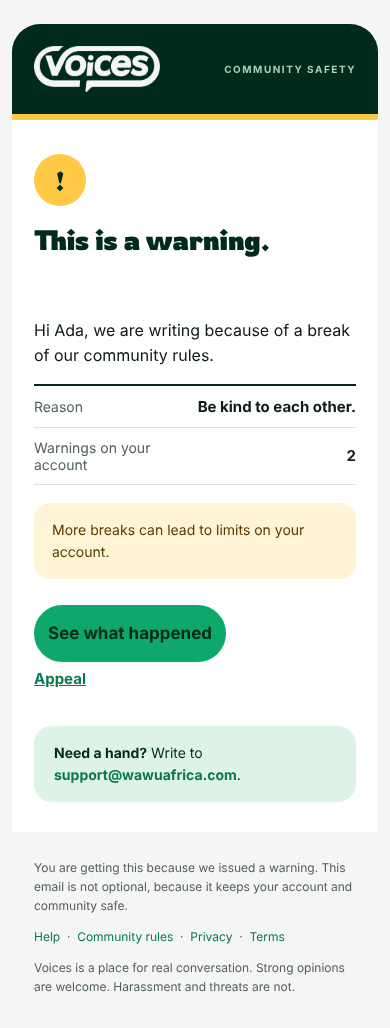 Voices
COMMUNITY SAFETY
!
This is a warning.
Hi Ada, we are writing because of a break
of our community rules.
Reason
Be kind to each other.
Warnings on your
account
2
More breaks can lead to limits on your
account.
See what happened
Appeal
Need a hand? Write to
support@wawuafrica.com.
You are getting this because we issued a warning. This
email is not optional, because it keeps your account and
community safe.
Help · Community rules · Privacy · Terms
Voices is a place for real conversation. Strong opinions
are welcome. Harassment and threats are not.